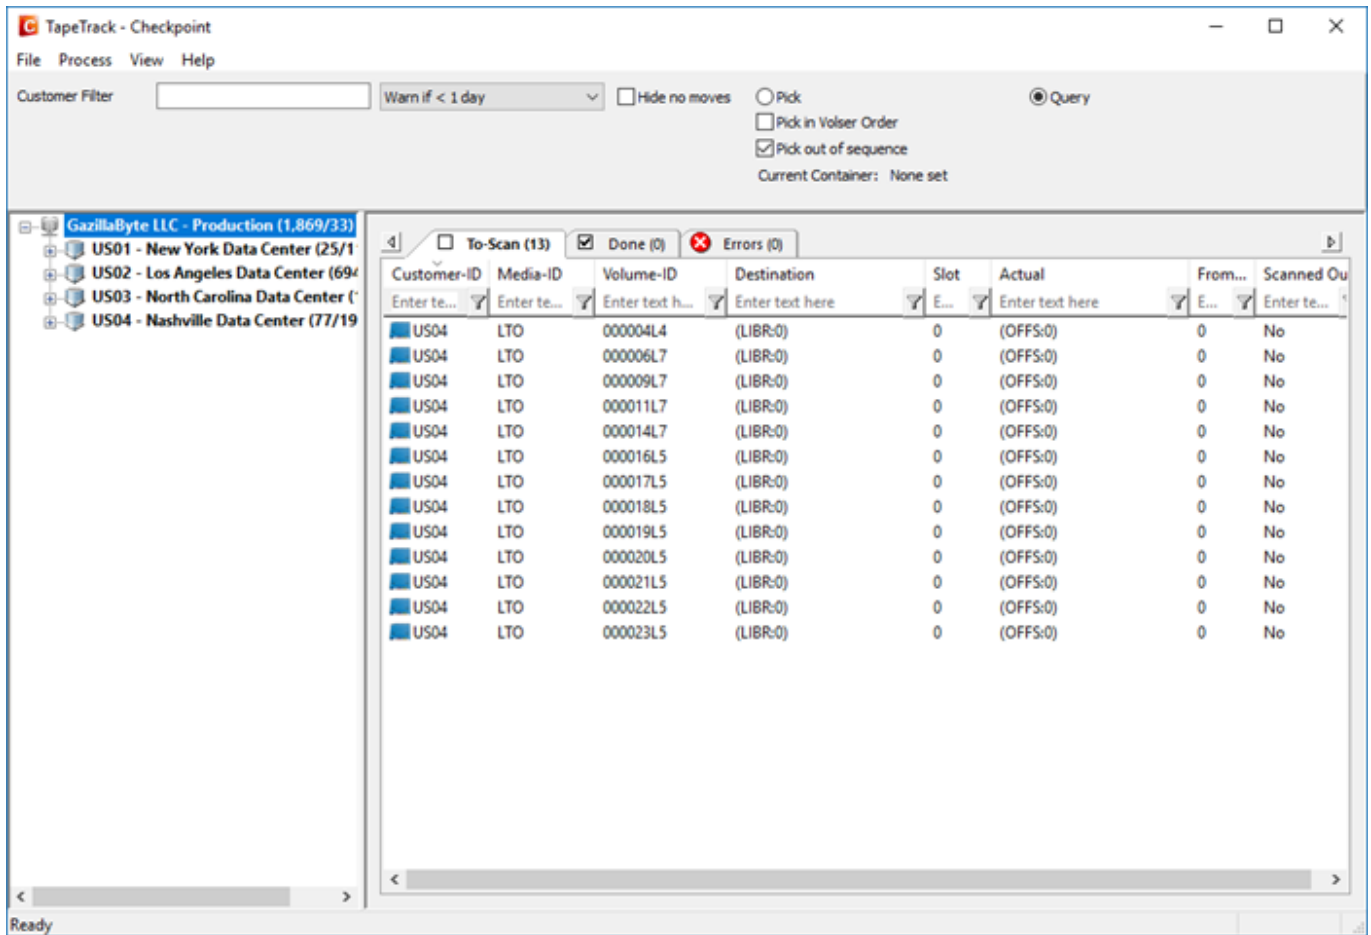 TapeTrack - Checkpoint
File Process View Help
Customer Filter Warn if < 1 day Hide no moves Pick Query
Pick in Volser Order
Pick out of sequence
Current Container: None set
GazillaByte LLC - Production (1,869/33)
US01 - New York Data Center (25/1
US02 - Los Angeles Data Center (694
US03 - North Carolina Data Center (
US04 - Nashville Data Center (77/19
To-Scan (13) Done (0) Errors (0)
Customer-ID Media-ID Volume-ID Destination Slot Actual From... Scanned Ou
Enter te... Enter te... Enter text h... Enter text here E... Enter text here E... Enter te...
US04 LTO 000004L4 (LIBR:0) 0 (OFFS:0) 0 No
US04 LTO 000006L7 (LIBR:0) 0 (OFFS:0) 0 No
US04 LTO 000009L7 (LIBR:0) 0 (OFFS:0) 0 No
US04 LTO 000011L7 (LIBR:0) 0 (OFFS:0) 0 No
US04 LTO 000014L7 (LIBR:0) 0 (OFFS:0) 0 No
US04 LTO 000016L5 (LIBR:0) 0 (OFFS:0) 0 No
US04 LTO 000017L5 (LIBR:0) 0 (OFFS:0) 0 No
US04 LTO 000018L5 (LIBR:0) 0 (OFFS:0) 0 No
US04 LTO 000019L5 (LIBR:0) 0 (OFFS:0) 0 No
US04 LTO 000020L5 (LIBR:0) 0 (OFFS:0) 0 No
US04 LTO 000021L5 (LIBR:0) 0 (OFFS:0) 0 No
US04 LTO 000022L5 (LIBR:0) 0 (OFFS:0) 0 No
US04 LTO 000023L5 (LIBR:0) 0 (OFFS:0) 0 No
Ready